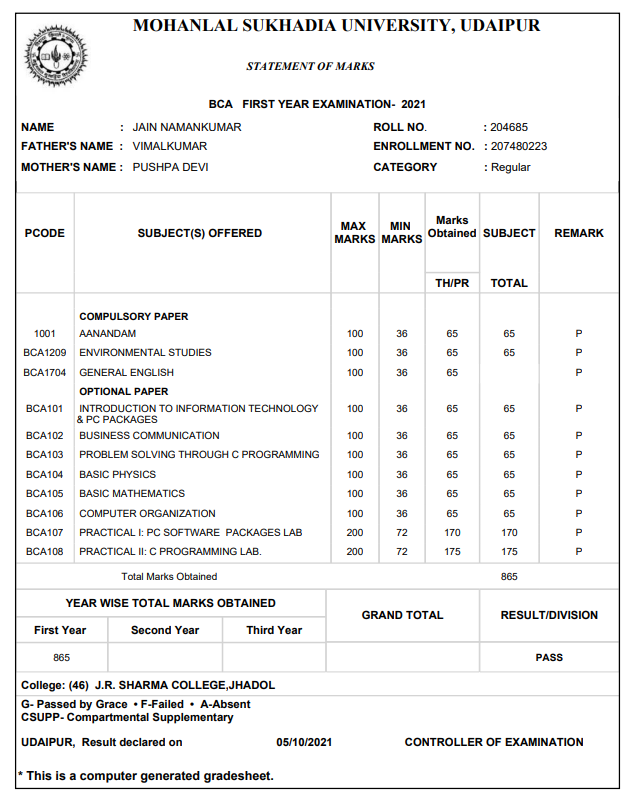 MOHANLAL SUKHADIA UNIVERSITY, UDAIPUR
STATEMENT OF MARKS
BCA FIRST YEAR EXAMINATION- 2021
NAME : JAIN NAMANKUMAR ROLL NO. : 204685
FATHER'S NAME : VIMALKUMAR ENROLLMENT NO. : 207480223
MOTHER'S NAME : PUSHPA DEVI CATEGORY : Regular
PCODE SUBJECT(S) OFFERED MAX MARKS MIN MARKS Marks Obtained SUBJECT REMARK
TH/PR TOTAL
COMPULSORY PAPER
1001 AANANDAM 100 36 65 65 P
BCA1209 ENVIRONMENTAL STUDIES 100 36 65 65 P
BCA1704 GENERAL ENGLISH 100 36 65 P
OPTIONAL PAPER
BCA101 INTRODUCTION TO INFORMATION TECHNOLOGY 100 36 65 65 P
& PC PACKAGES
BCA102 BUSINESS COMMUNICATION 100 36 65 65 P
BCA103 PROBLEM SOLVING THROUGH C PROGRAMMING 100 36 65 65 P
BCA104 BASIC PHYSICS 100 36 65 65 P
BCA105 BASIC MATHEMATICS 100 36 65 65 P
BCA106 COMPUTER ORGANIZATION 100 36 65 65 P
BCA107 PRACTICAL I: PC SOFTWARE PACKAGES LAB 200 72 170 170 P
BCA108 PRACTICAL II: C PROGRAMMING LAB. 200 72 175 175 P
Total Marks Obtained 865
YEAR WISE TOTAL MARKS OBTAINED GRAND TOTAL RESULT/DIVISION
First Year Second Year Third Year
865 PASS
College: (46) J.R. SHARMA COLLEGE,JHADOL
G- Passed by Grace • F-Failed • A-Absent
CSUPP- Compartmental Supplementary
UDAIPUR, Result declared on 05/10/2021 CONTROLLER OF EXAMINATION
* This is a computer generated gradesheet.